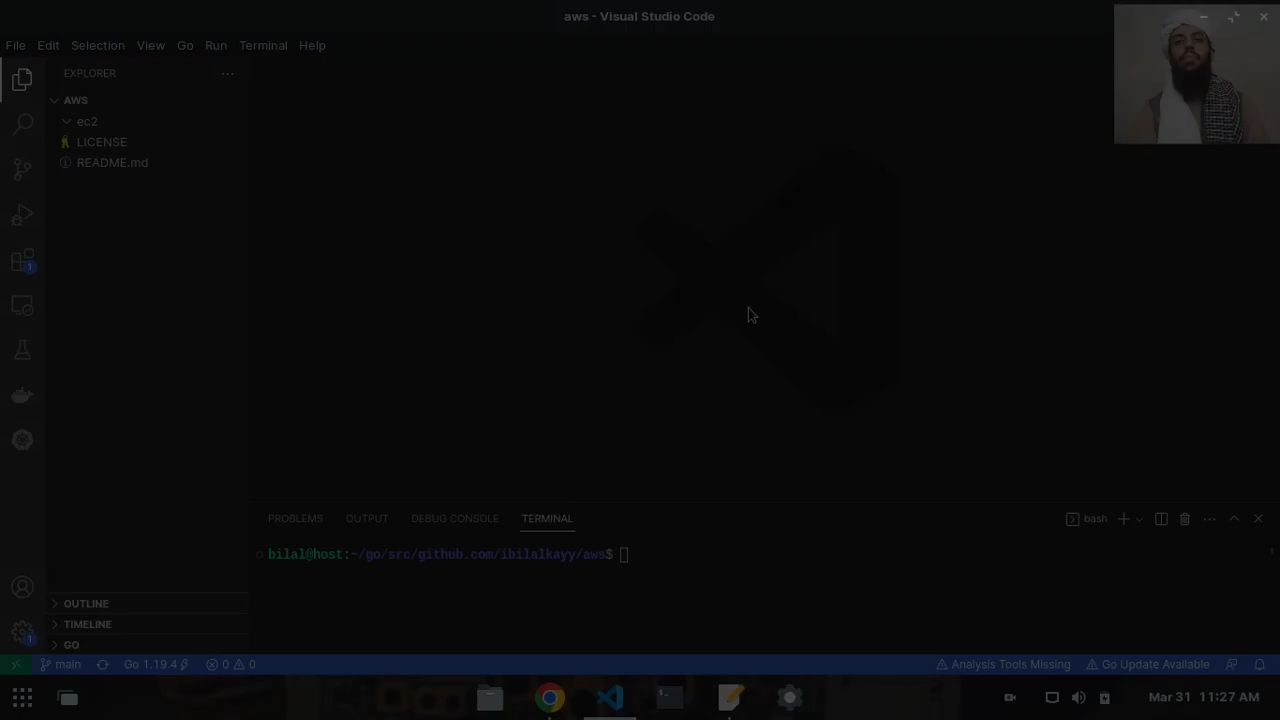 aws - Visual Studio Code
File Edit Selection View Go Run Terminal Help
EXPLORER
AWS
ec2
LICENSE
README.md
1
PROBLEMS OUTPUT DEBUG CONSOLE TERMINAL
bash
bilal@host:~/go/src/github.com/ibilalkayy/aws$
OUTLINE
TIMELINE
GO
1
main Go 1.19.4 0 0 Analysis Tools Missing Go Update Available
Mar 31 11:27 AM